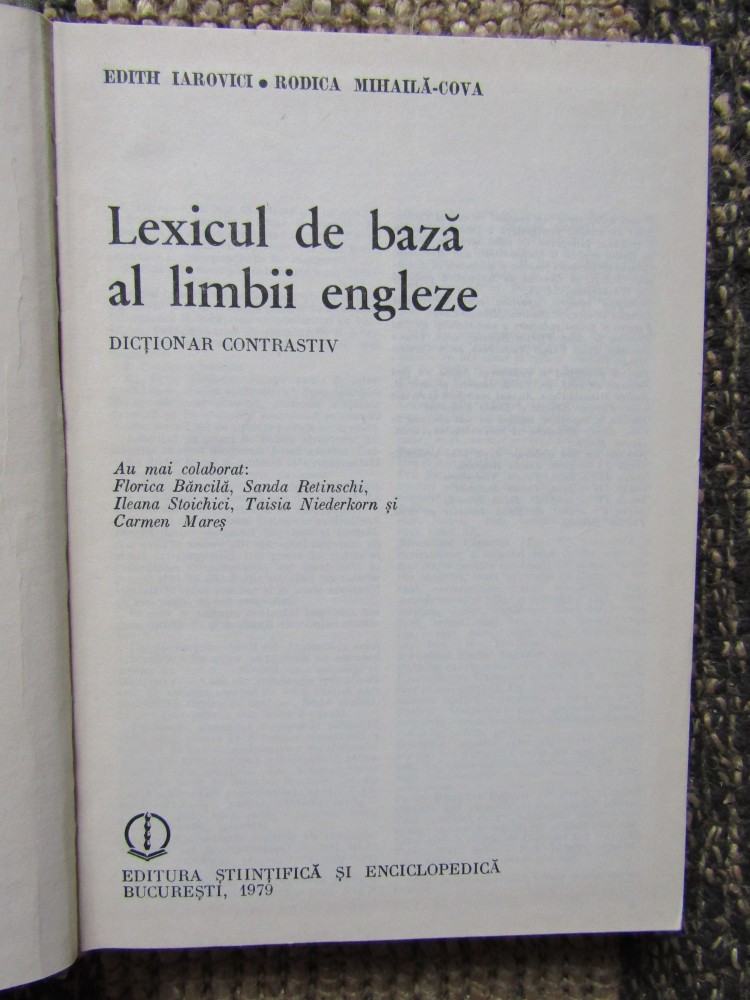 EDITH IAROVICI • RODICA MIHAILĂ-COVA
Lexicul de bază
al limbii engleze
DICȚIONAR CONTRASTIV
Au mai colaborat:
Florica Băncilă, Sanda Retinschi,
Ileana Stoichici, Taisia Niederkorn și
Carmen Mareș
EDITURA ȘTIINȚIFICĂ ȘI ENCICLOPEDICĂ
BUCUREȘTI, 1979